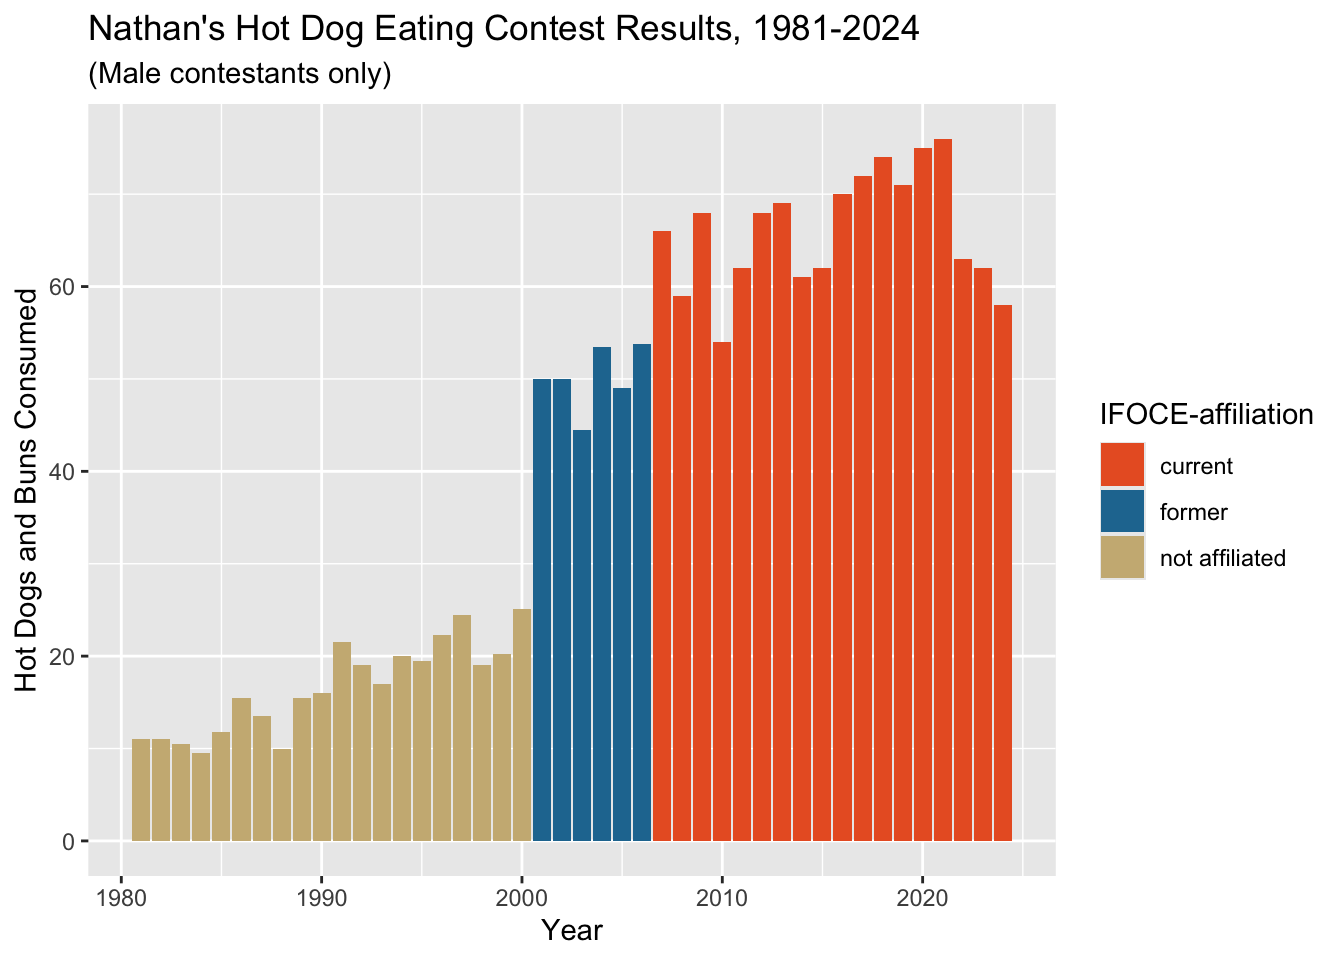 Nathan's Hot Dog Eating Contest Results, 1981-2024
(Male contestants only)
Hot Dogs and Buns Consumed
60
40
20
0
1980 1990 2000 2010 2020
Year
IFOCE-affiliation
current
former
not affiliated